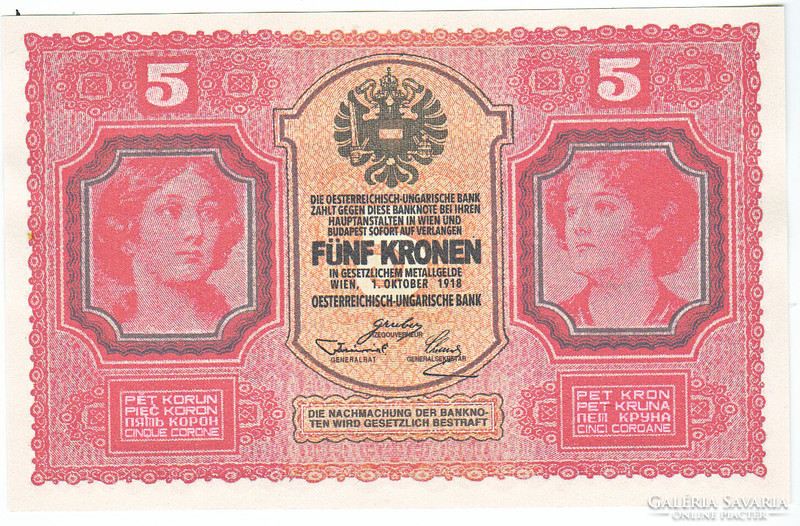 5
5
DIE OESTERREICHISCH-UNGARISCHE BANK
ZAHLT GEGEN DIESE BANKNOTE BEI IHREN
HAUPTANSTALTEN IN WIEN UND
BUDAPEST SOFORT AUF VERLANGEN
FÜNF KRONEN
IN GESETZLICHEM METALLGELDE
WIEN, 1. OKTOBER 1918
OESTERREICHISCH-UNGARISCHE BANK
Gruber
VIZEGOUVERNEUR
GENERALRAT
GENERALSEKRETÄR
PĚT KORUN
PIĘĆ KORON
ПЯТЬ КОРОН
CINQUE CORONE
DIE NACHMACHUNG DER BANKNO-
TEN WIRD GESETZLICH BESTRAFT
PET KRON
PET KRUNA
ПЕТ КРУНА
CINCI COROANE
GALÉRIA SAVARIA
ONLINE PIACTÉR